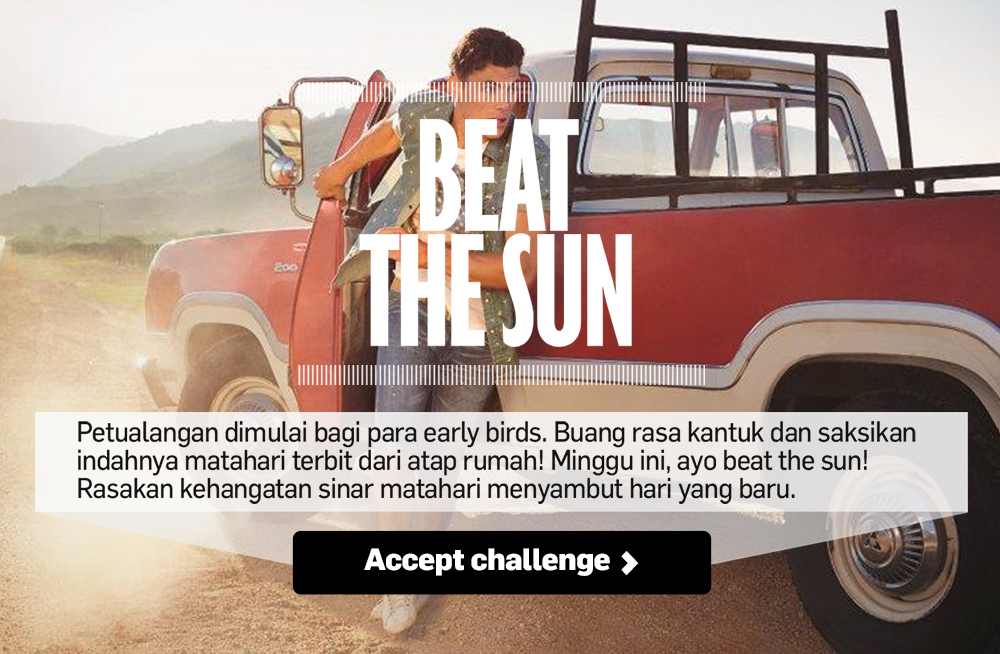 BEAT
THE SUN
200
Petualangan dimulai bagi para early birds. Buang rasa kantuk dan saksikan
indahnya matahari terbit dari atap rumah! Minggu ini, ayo beat the sun!
Rasakan kehangatan sinar matahari menyambut hari yang baru.
Accept challenge